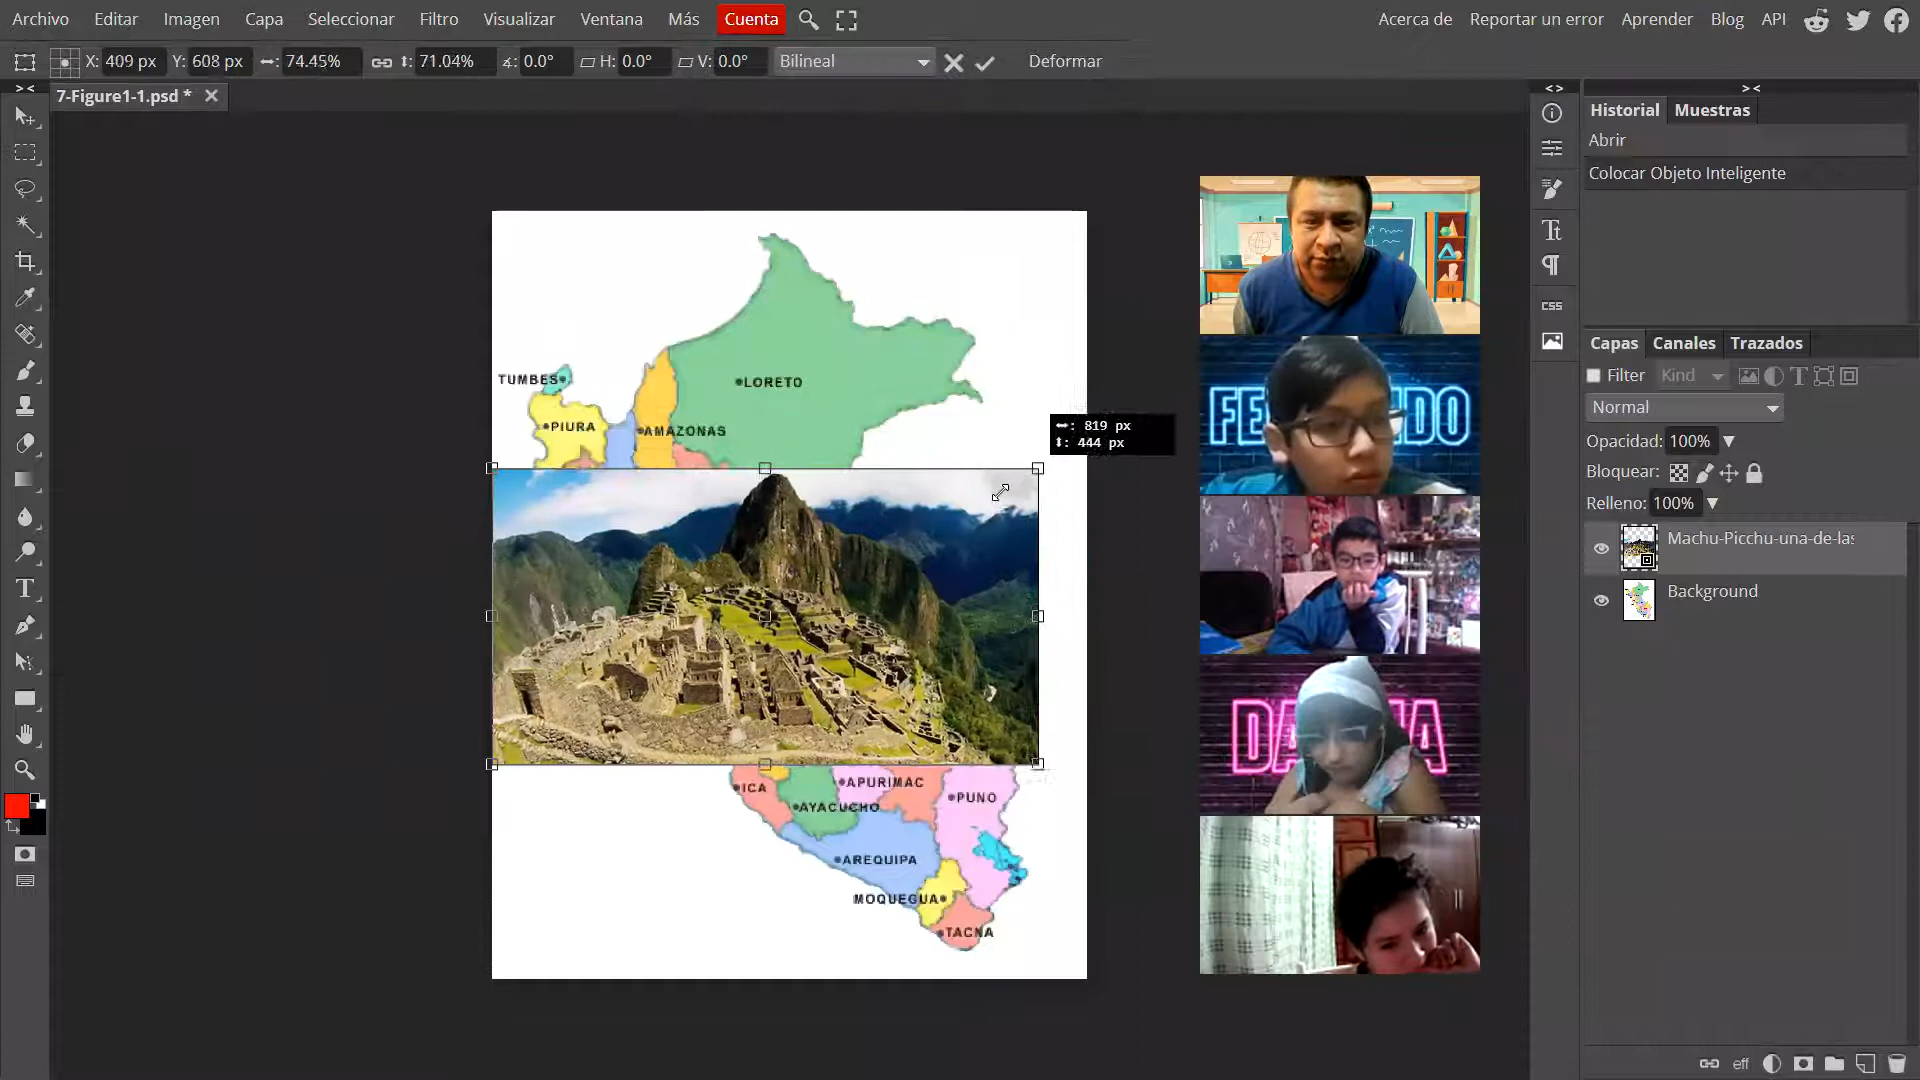 Archivo Editar Imagen Capa Seleccionar Filtro Visualizar Ventana Más Cuenta Acerca de Reportar un error Aprender Blog API
X: 409 px Y: 608 px 74.45% 71.04% 0.0° H: 0.0° V: 0.0° Bilineal Deformar
7-Figure1-1.psd *
Historial Muestras
Abrir
Colocar Objeto Inteligente
Capas Canales Trazados
Filter Kind
Normal
Opacidad: 100%
Bloquear:
Relleno: 100%
Machu-Picchu-una-de-las
Background
CSS
eff
TUMBES
LORETO
PIURA
AMAZONAS
819 px
444 px
ICA
APURIMAC
PUNO
AYACUCHO
AREQUIPA
MOQUEGUA
TACNA